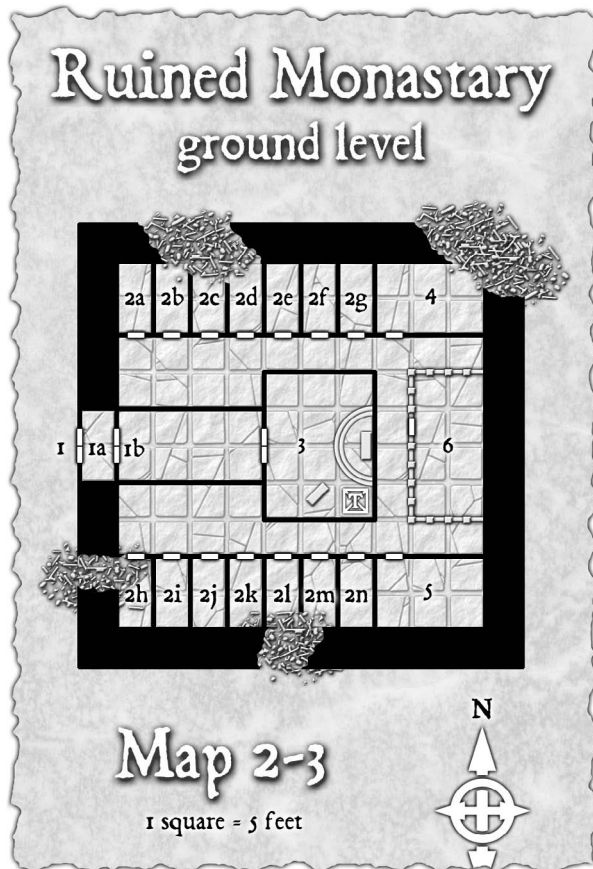 Ruined Monastary
ground level
2a 2b 2c 2d 2e 2f 2g 4
1 1a 1b 3 6
T
2h 2i 2j 2k 2l 2m 2n 5
N
Map 2-3
1 square = 5 feet